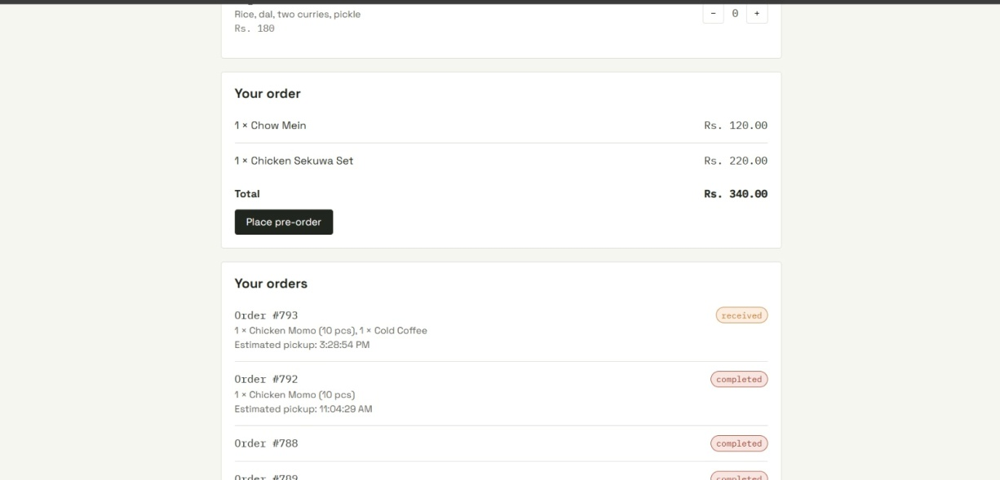 Rice, dal, two curries, pickle
Rs. 180
− 0 +
Your order
1 × Chow Mein Rs. 120.00
1 × Chicken Sekuwa Set Rs. 220.00
Total Rs. 340.00
Place pre-order
Your orders
Order #793 received
1 × Chicken Momo (10 pcs), 1 × Cold Coffee
Estimated pickup: 3:28:54 PM
Order #792 completed
1 × Chicken Momo (10 pcs)
Estimated pickup: 11:04:29 AM
Order #788 completed
Order #789 completed